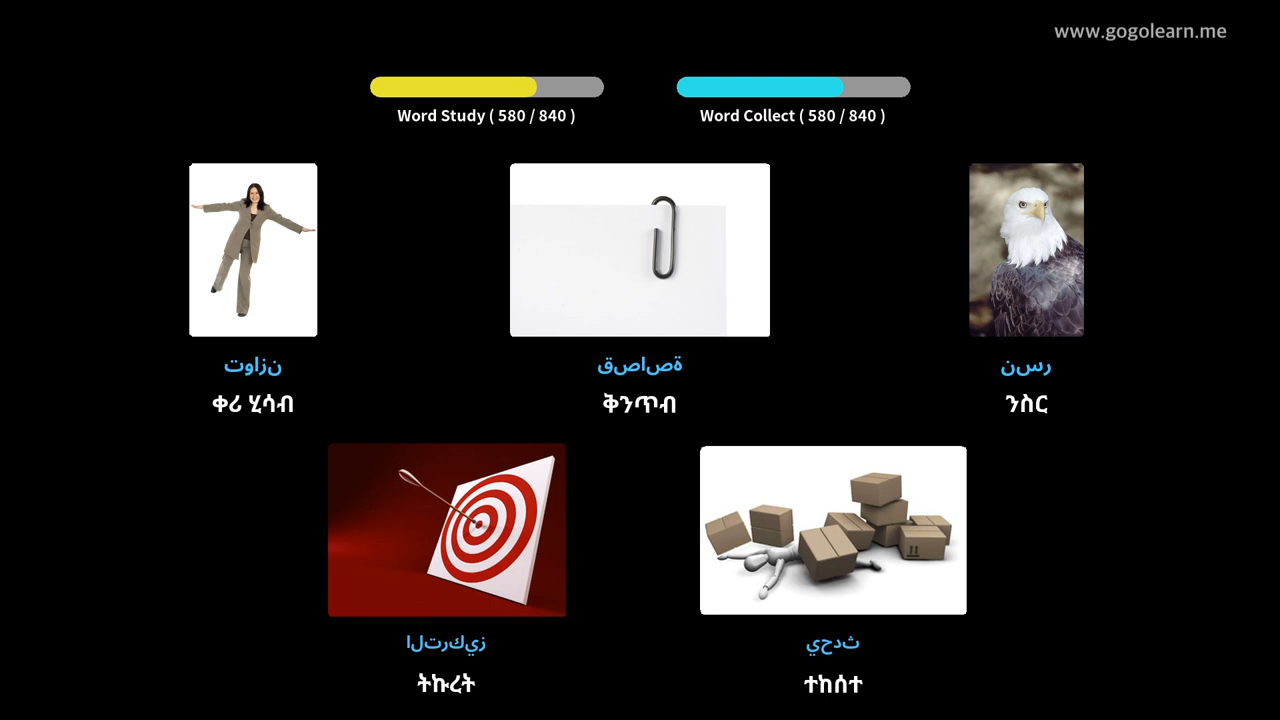 www.gogolearn.me
Word Study ( 580 / 840 )
Word Collect ( 580 / 840 )
توازن
ቀሪ ሂሳብ
قصاصة
ቅንጥብ
نسر
ንስር
التركيز
ትኩረት
يحدث
ተከሰተ